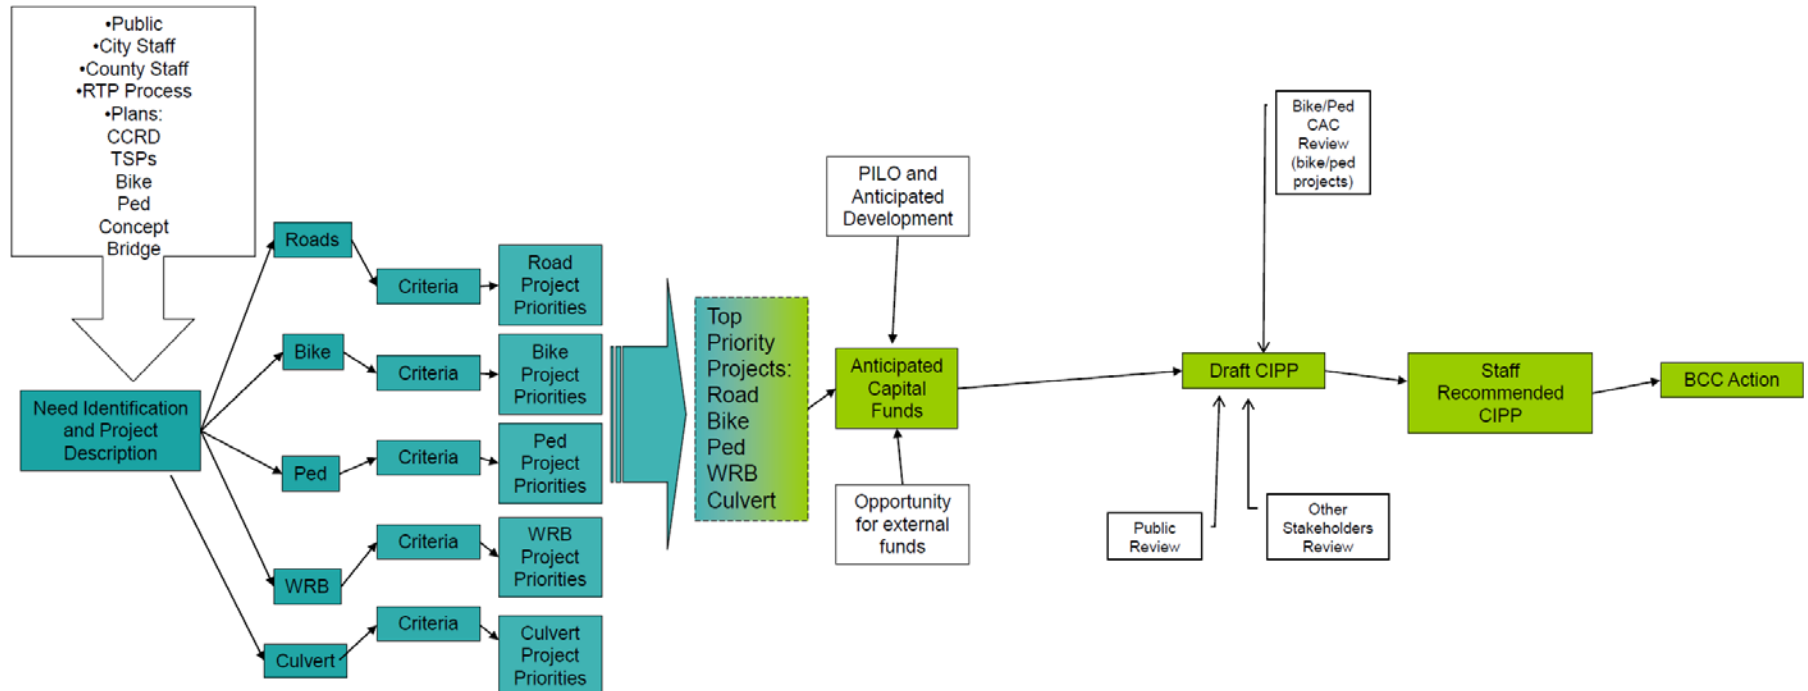 •Public
•City Staff
•County Staff
•RTP Process
•Plans:
CCRD
TSPs
Bike
Ped
Concept
Bridge
Need Identification
and Project
Description
Roads
Criteria
Road
Project
Priorities
Bike
Criteria
Bike
Project
Priorities
Ped
Criteria
Ped
Project
Priorities
WRB
Criteria
WRB
Project
Priorities
Culvert
Criteria
Culvert
Project
Priorities
Top
Priority
Projects:
Road
Bike
Ped
WRB
Culvert
PILO and
Anticipated
Development
Anticipated
Capital
Funds
Opportunity
for external
funds
Bike/Ped
CAC
Review
(bike/ped
projects)
Draft CIPP
Public
Review
Other
Stakeholders
Review
Staff
Recommended
CIPP
BCC Action